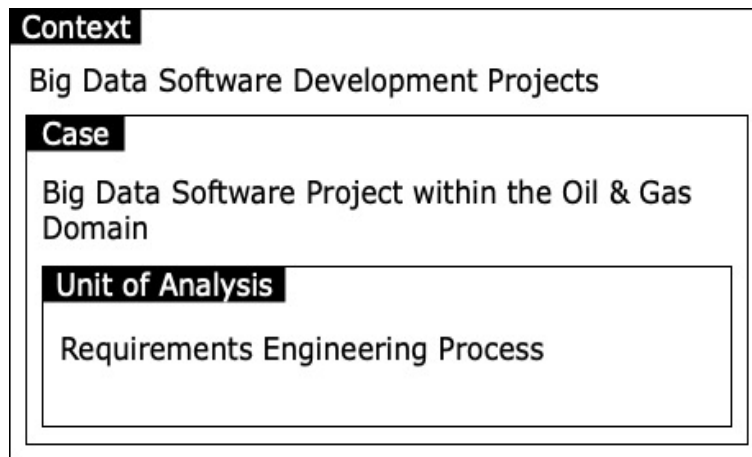 Context
Big Data Software Development Projects
Case
Big Data Software Project within the Oil & Gas
Domain
Unit of Analysis
Requirements Engineering Process